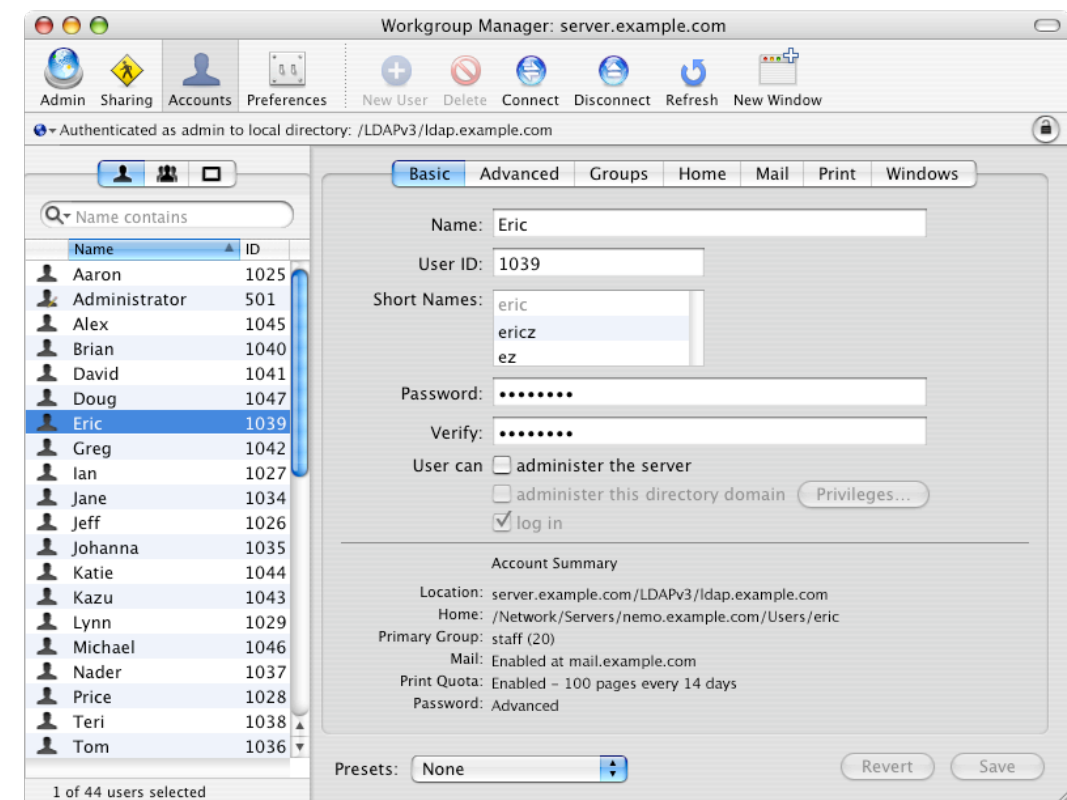 Workgroup Manager: server.example.com
Admin Sharing Accounts Preferences New User Delete Connect Disconnect Refresh New Window
Authenticated as admin to local directory: /LDAPv3/ldap.example.com
Name contains
Name ID
Aaron 1025
Administrator 501
Alex 1045
Brian 1040
David 1041
Doug 1047
Eric 1039
Greg 1042
Ian 1027
Jane 1034
Jeff 1026
Johanna 1035
Katie 1044
Kazu 1043
Lynn 1029
Michael 1046
Nader 1037
Price 1028
Teri 1038
Tom 1036
1 of 44 users selected
Basic Advanced Groups Home Mail Print Windows
Name: Eric
User ID: 1039
Short Names: eric
ericz
ez
Password: ••••••••
Verify: ••••••••
User can administer the server
administer this directory domain Privileges...
log in
Account Summary
Location: server.example.com/LDAPv3/ldap.example.com
Home: /Network/Servers/nemo.example.com/Users/eric
Primary Group: staff (20)
Mail: Enabled at mail.example.com
Print Quota: Enabled – 100 pages every 14 days
Password: Advanced
Presets: None Revert Save